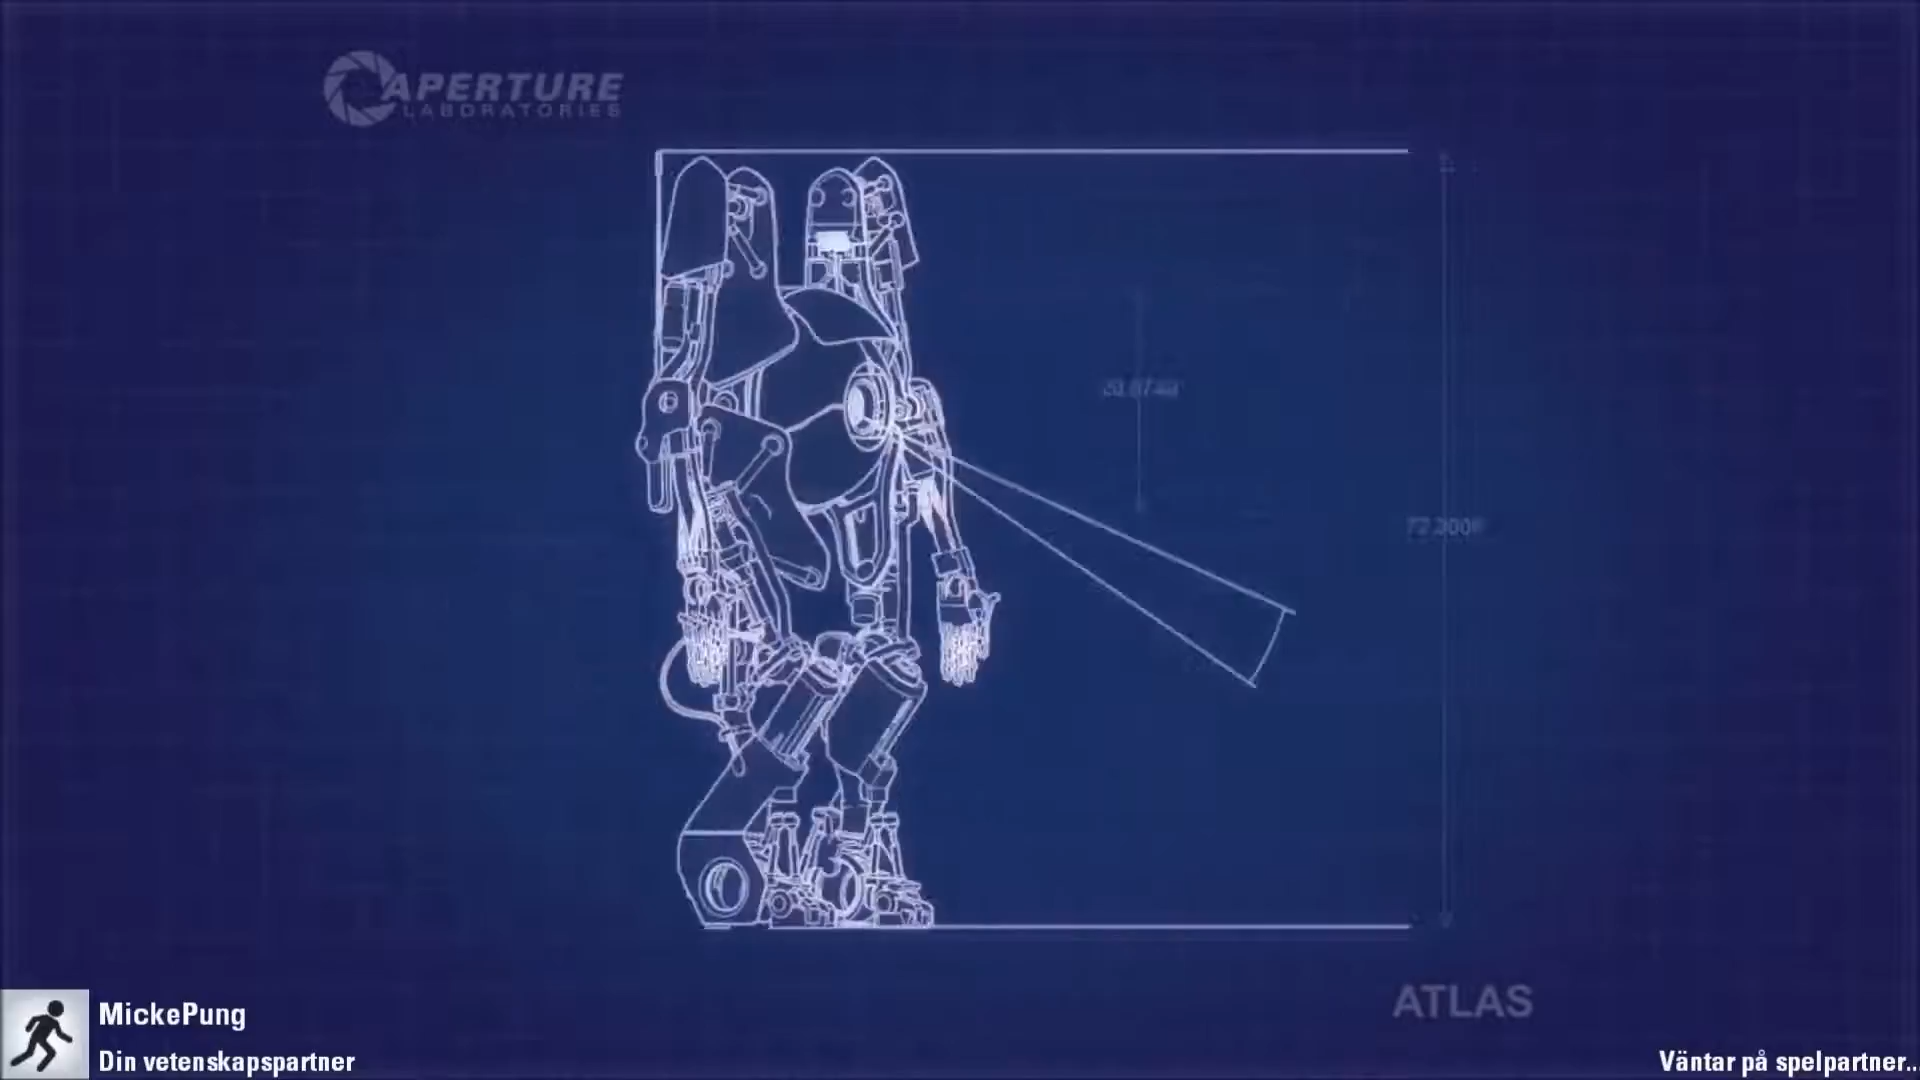 APERTURE
LABORATORIES
ATLAS
MickePung
Din vetenskapspartner
Väntar på spelpartner...